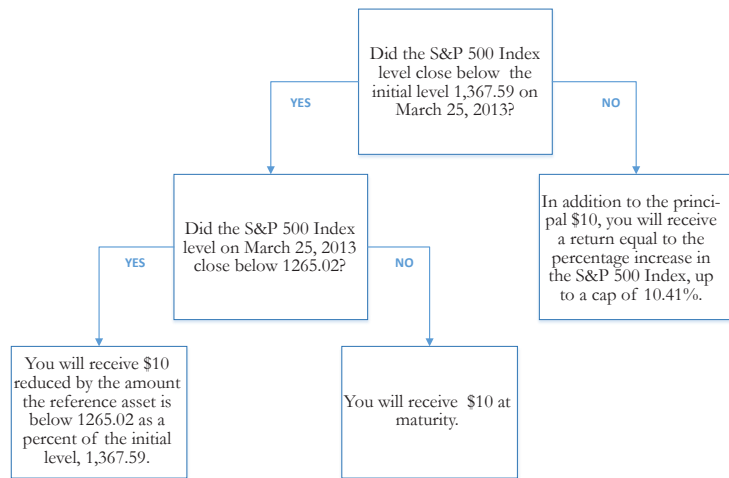 Did the S&P 500 Index
level close below the
initial level 1,367.59 on
March 25, 2013?
YES
NO
Did the S&P 500 Index
level on March 25, 2013
close below 1265.02?
In addition to the princi-
pal $10, you will receive
a return equal to the
percentage increase in
the S&P 500 Index, up
to a cap of 10.41%.
YES
NO
You will receive $10
reduced by the amount
the reference asset is
below 1265.02 as a
percent of the initial
level, 1,367.59.
You will receive $10 at
maturity.